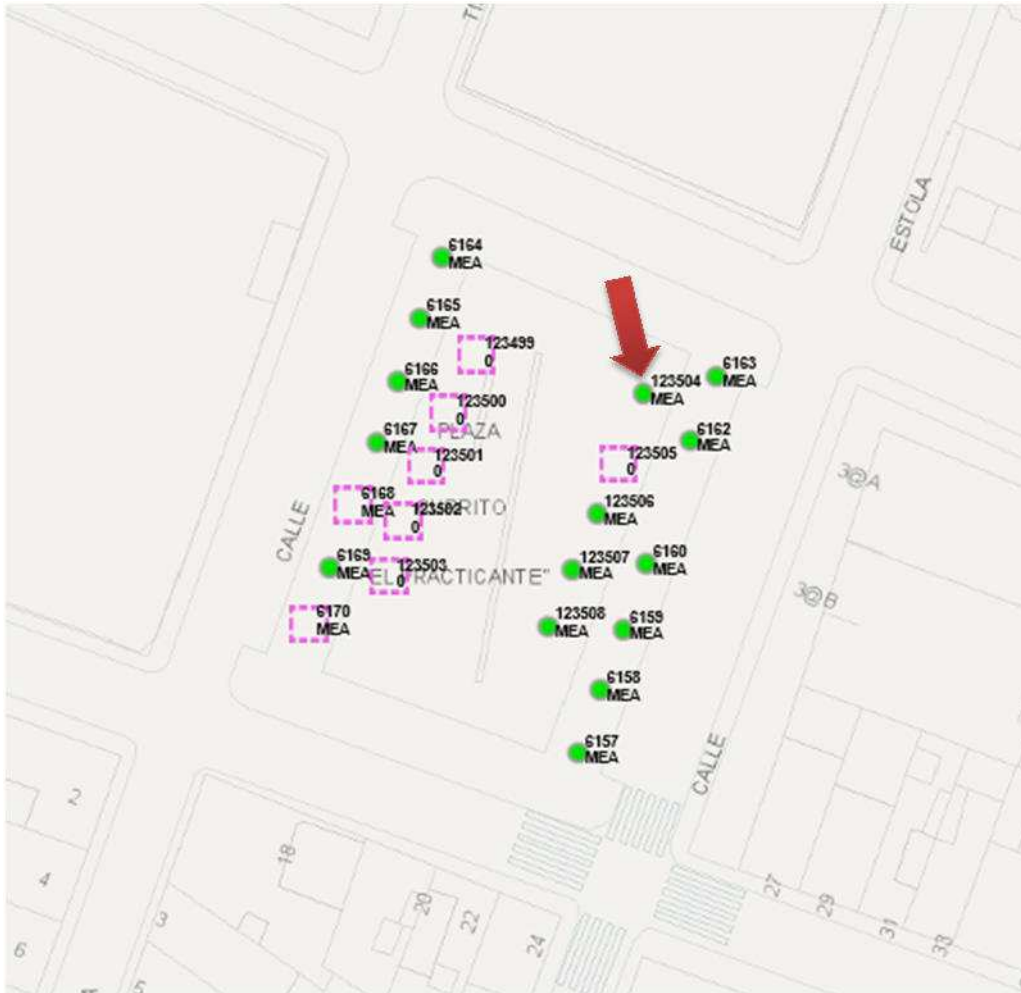 TI
ESTOLA
6164
MEA
6165
MEA
123499
0
6166
MEA
123504
MEA
6163
MEA
123500
0
PLAZA
6167
MEA
6162
MEA
123501
0
123505
0
6168
MEA
123502
0
CURRITO
123506
MEA
3@A
CALLE
6169
MEA
123503
0
EL PRACTICANTE"
123507
MEA
6160
MEA
3@B
6170
MEA
123508
MEA
6159
MEA
6158
MEA
6157
MEA
CALLE
2
18
4
3
20
22
24
27
29
31
33
6
5